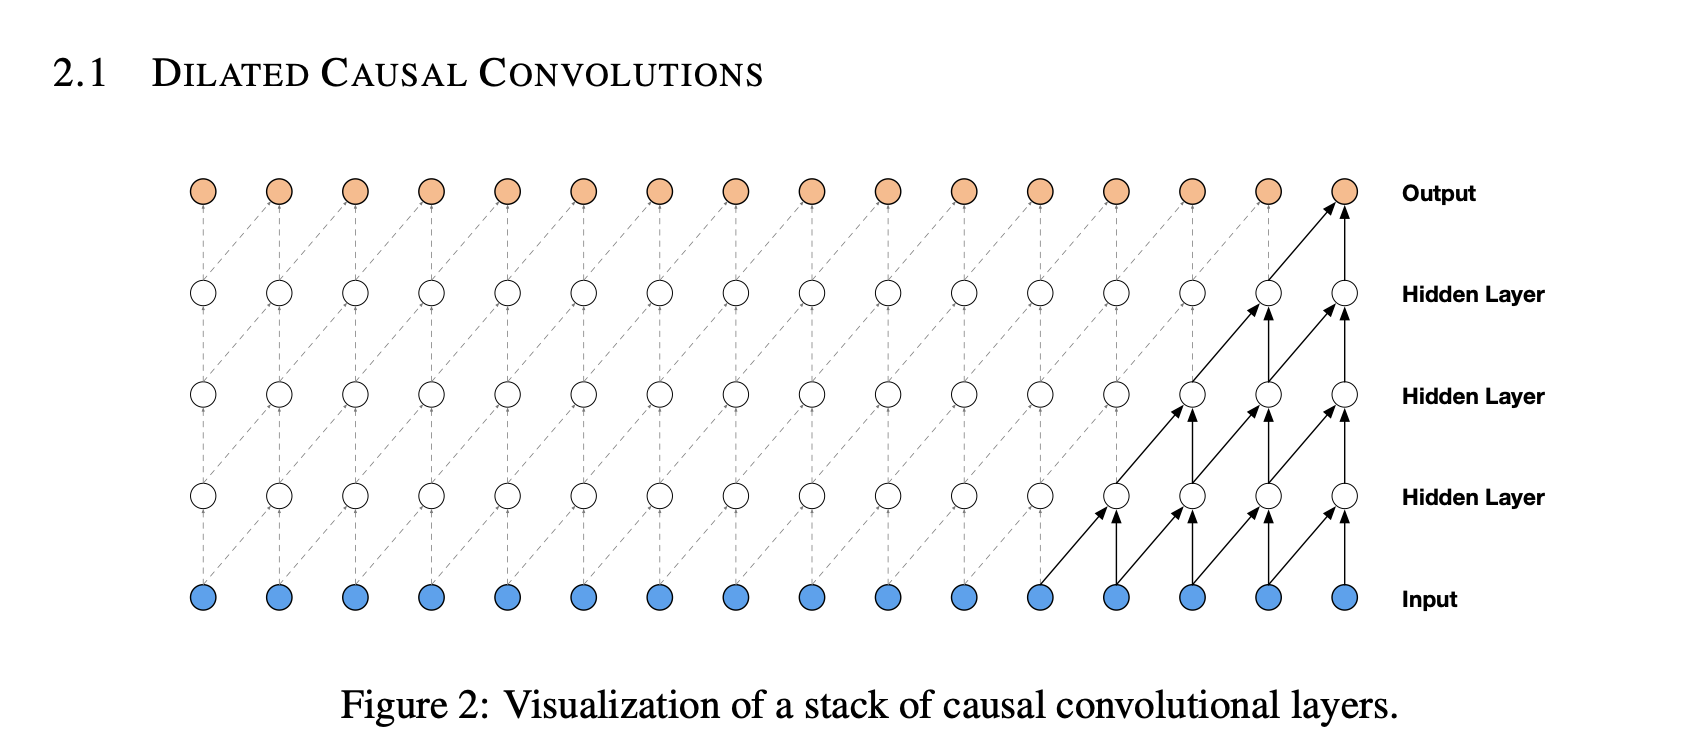 2.1 DILATED CAUSAL CONVOLUTIONS
Output
Hidden Layer
Hidden Layer
Hidden Layer
Input
Figure 2: Visualization of a stack of causal convolutional layers.